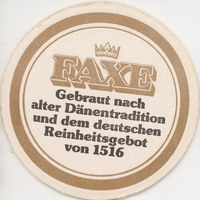 FAXE
Gebraut nach
alter Dänentradition
und dem deutschen
Reinheitsgebot
von 1516